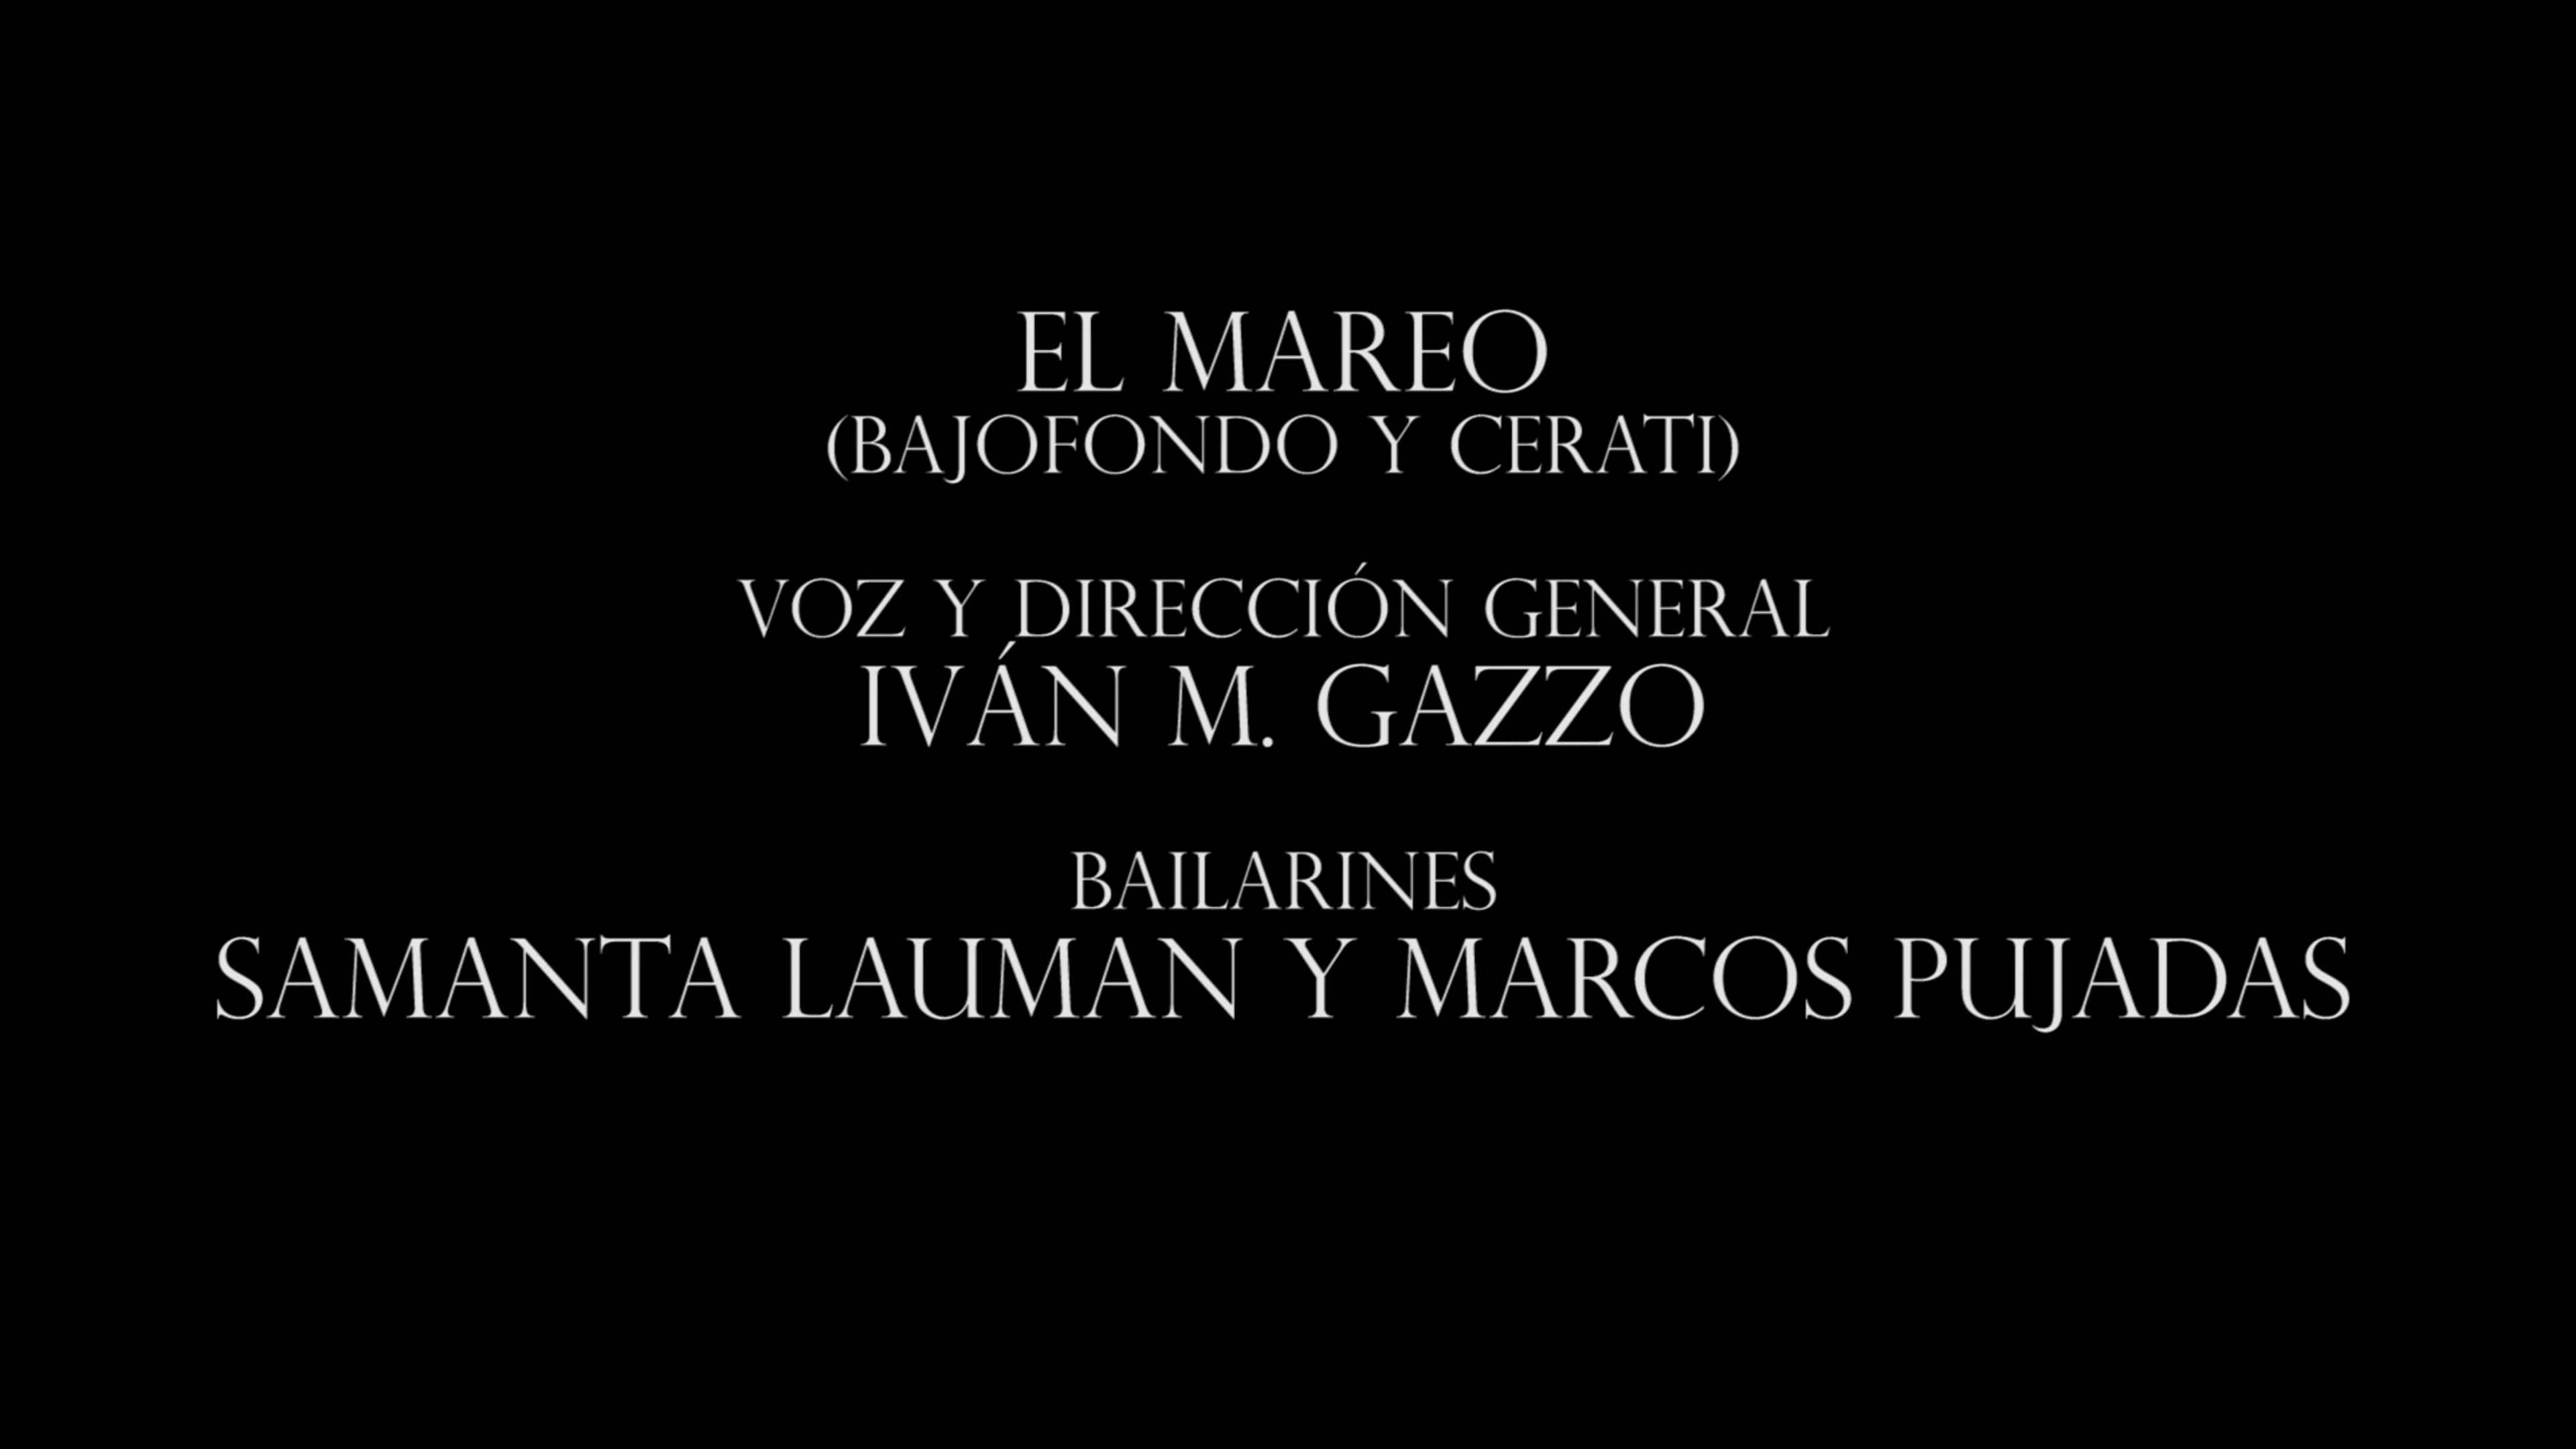 EL MAREO
(BAJOFONDO Y CERATI)
VOZ Y DIRECCIÓN GENERAL
IVÁN M. GAZZO
BAILARINES
SAMANTA LAUMAN Y MARCOS PUJADAS